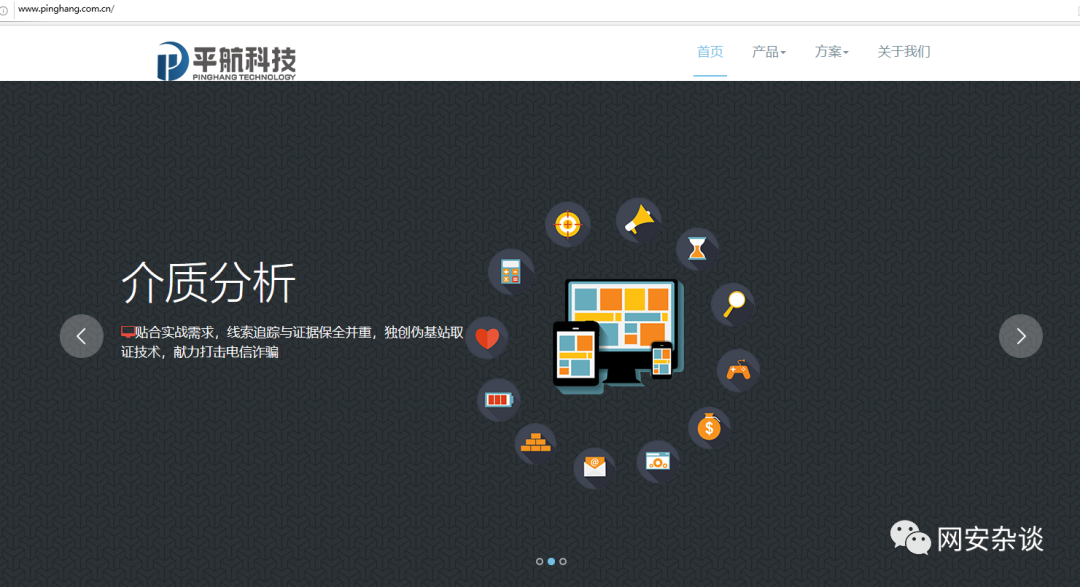 www.pinghang.com.cn/
平航科技
PINGHANG TECHNOLOGY
首页 产品 方案 关于我们
介质分析
贴合实战需求，线索追踪与证据保全并重，独创伪基站取
证技术，献力打击电信诈骗
网安杂谈